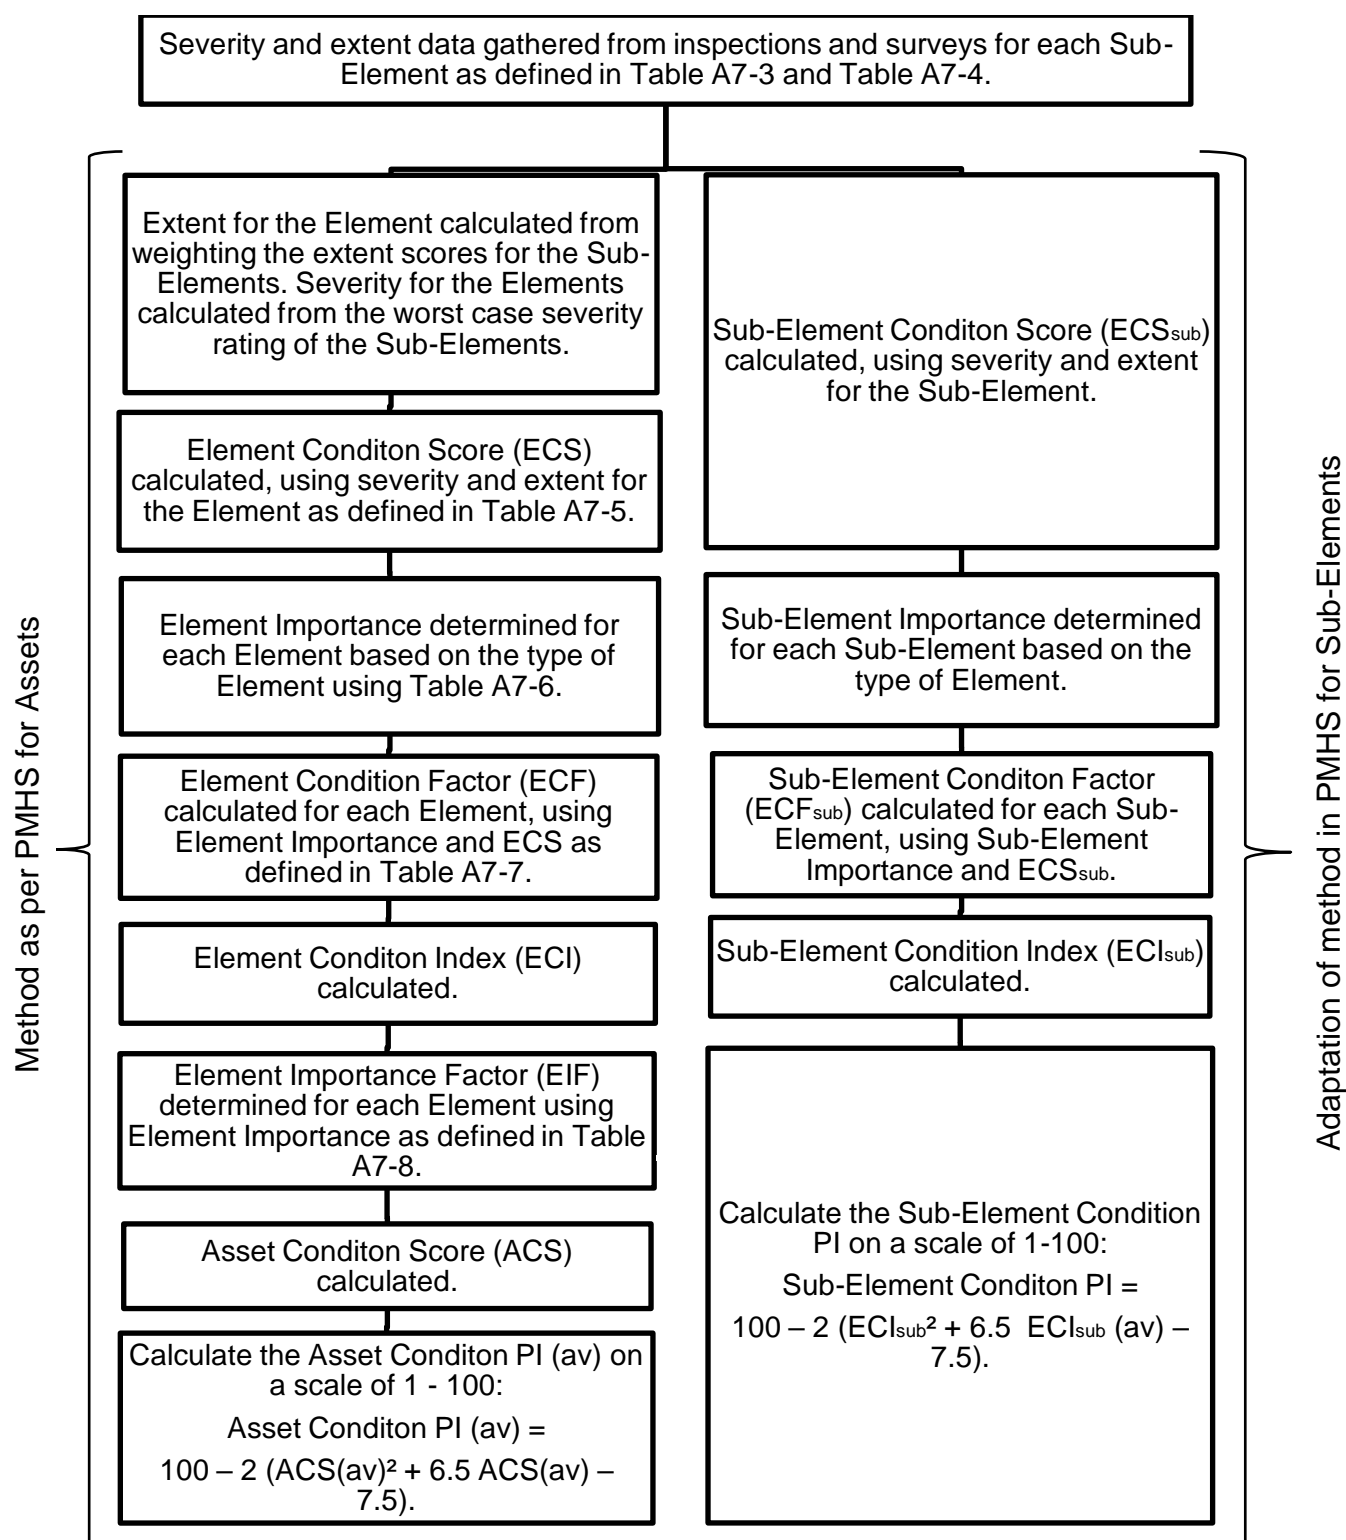 Severity and extent data gathered from inspections and surveys for each Sub-
Element as defined in Table A7-3 and Table A7-4.
Method as per PMHS for Assets
Extent for the Element calculated from
weighting the extent scores for the Sub-
Elements. Severity for the Elements
calculated from the worst case severity
rating of the Sub-Elements.
Element Conditon Score (ECS)
calculated, using severity and extent for
the Element as defined in Table A7-5.
Element Importance determined for
each Element based on the type of
Element using Table A7-6.
Element Condition Factor (ECF)
calculated for each Element, using
Element Importance and ECS as
defined in Table A7-7.
Element Conditon Index (ECI)
calculated.
Element Importance Factor (EIF)
determined for each Element using
Element Importance as defined in Table
A7-8.
Asset Conditon Score (ACS)
calculated.
Calculate the Asset Conditon PI (av) on
a scale of 1 - 100:
Asset Conditon PI (av) =
100 – 2 (ACS(av)² + 6.5 ACS(av) –
7.5).
Sub-Element Conditon Score (ECSsub)
calculated, using severity and extent
for the Sub-Element.
Sub-Element Importance determined
for each Sub-Element based on the
type of Element.
Sub-Element Conditon Factor
(ECFsub) calculated for each Sub-
Element, using Sub-Element
Importance and ECSsub.
Sub-Element Condition Index (ECIsub)
calculated.
Calculate the Sub-Element Condition
PI on a scale of 1-100:
Sub-Element Conditon PI =
100 – 2 (ECIsub² + 6.5 ECIsub (av) –
7.5).
Adaptation of method in PMHS for Sub-Elements